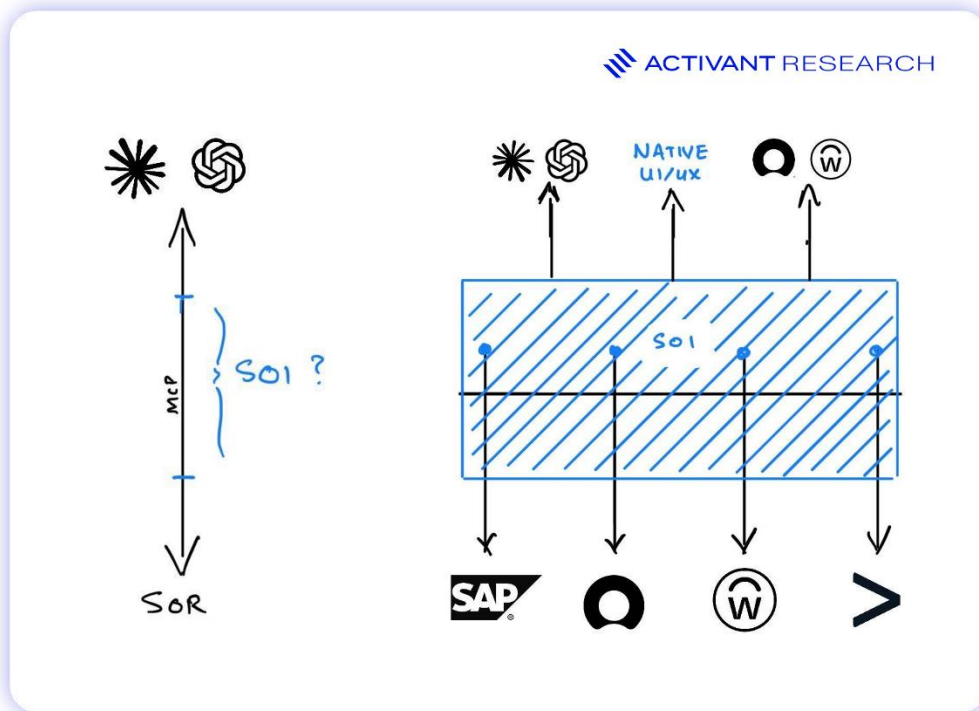 ACTIVANT RESEARCH
MCP
SOI ?
SOR
NATIVE
UI/UX
W
SOI
SAP
®
W